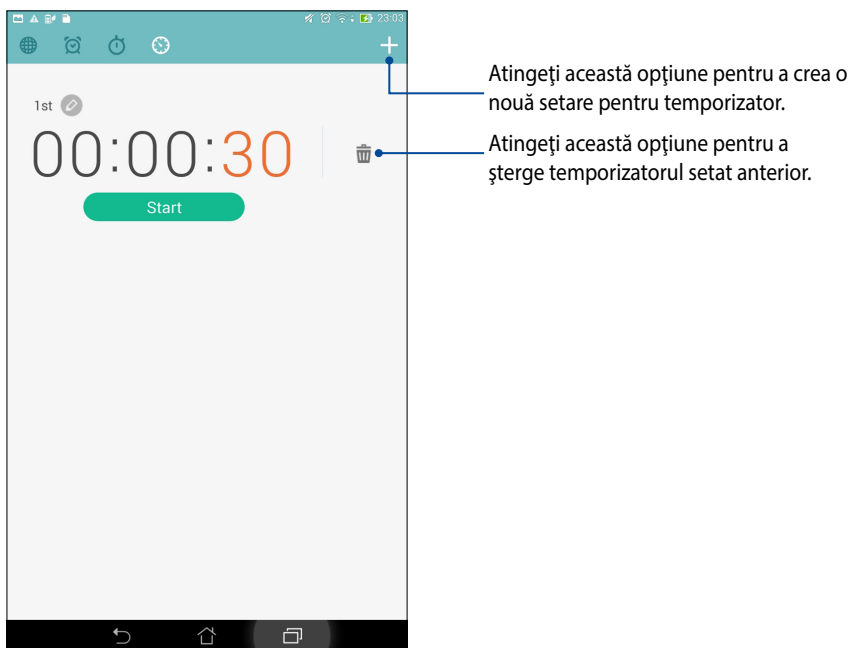 23:03
Atingeţi această opţiune pentru a crea o
nouă setare pentru temporizator.
1st
00:00:30
Atingeţi această opţiune pentru a
şterge temporizatorul setat anterior.
Start